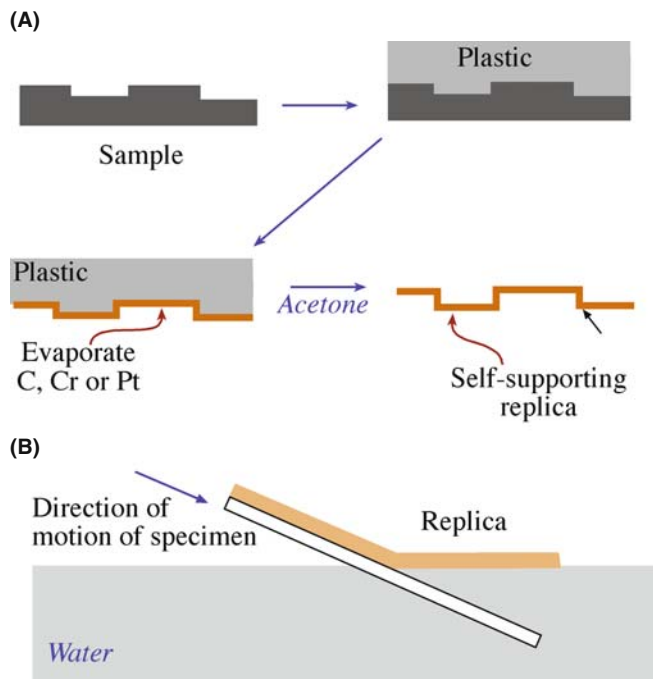 (A)
Plastic
Sample
Plastic
Acetone
Evaporate
C, Cr or Pt
Self-supporting
replica
(B)
Direction of
motion of specimen
Replica
Water